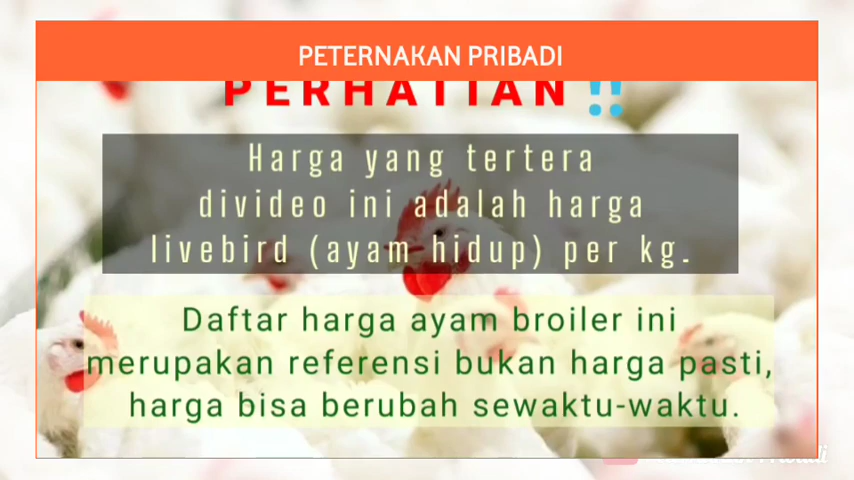 PETERNAKAN PRIBADI
PERHATIAN ‼
Harga yang tertera
divideo ini adalah harga
livebird (ayam hidup) per kg.
Daftar harga ayam broiler ini
merupakan referensi bukan harga pasti,
harga bisa berubah sewaktu-waktu.